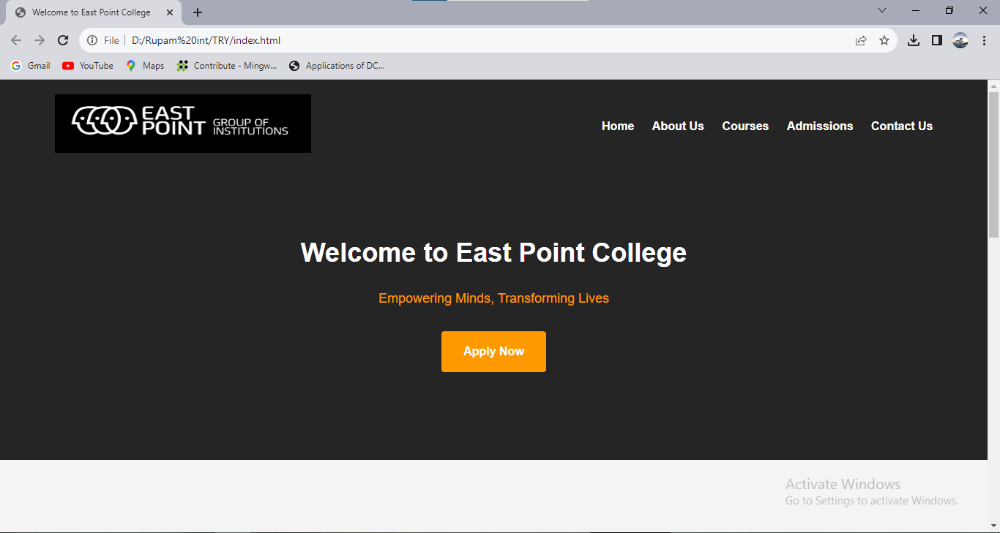 Welcome to East Point College
File
D:/Rupam%20int/TRY/index.html
Gmail
YouTube
Maps
Contribute - Mingw...
Applications of DC...
EAST
POINT
GROUP OF
INSTITUTIONS
Home
About Us
Courses
Admissions
Contact Us
Welcome to East Point College
Empowering Minds, Transforming Lives
Apply Now
Activate Windows
Go to Settings to activate Windows.